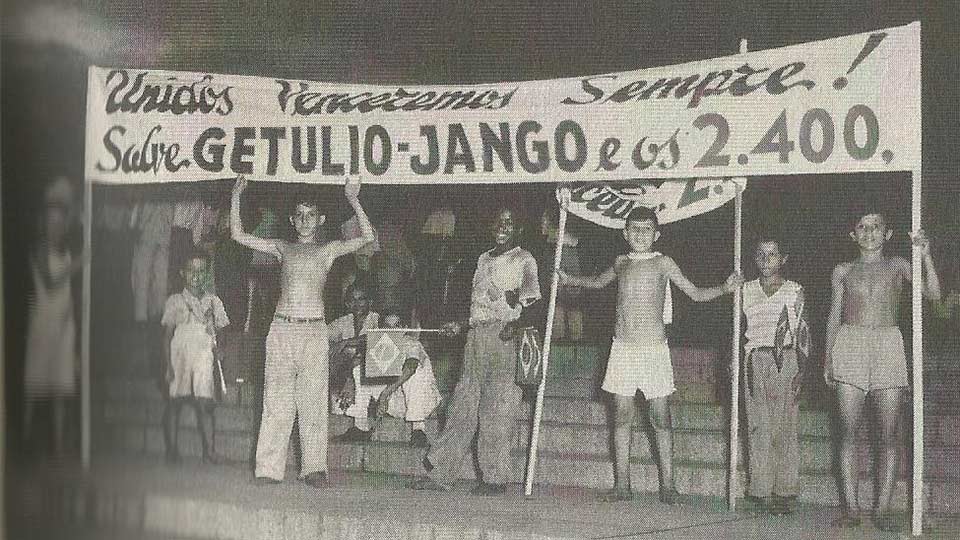 Unidos Venceremos Sempre!
Salve GETULIO-JANGO e os 2.400,